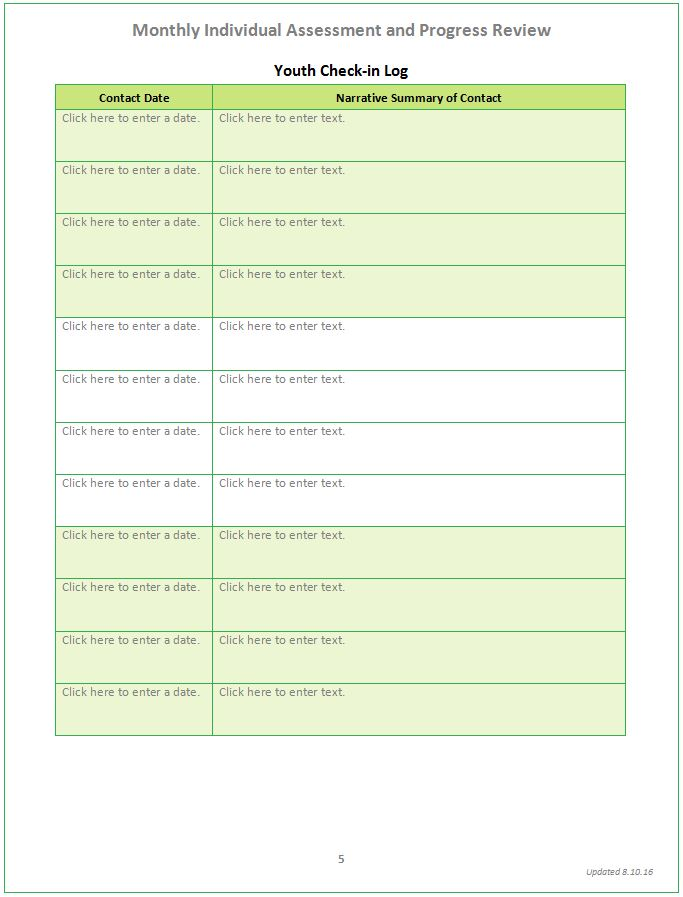 Monthly Individual Assessment and Progress Review
Youth Check-in Log
Contact Date Narrative Summary of Contact
Click here to enter a date. Click here to enter text.
Click here to enter a date. Click here to enter text.
Click here to enter a date. Click here to enter text.
Click here to enter a date. Click here to enter text.
Click here to enter a date. Click here to enter text.
Click here to enter a date. Click here to enter text.
Click here to enter a date. Click here to enter text.
Click here to enter a date. Click here to enter text.
Click here to enter a date. Click here to enter text.
Click here to enter a date. Click here to enter text.
Click here to enter a date. Click here to enter text.
Click here to enter a date. Click here to enter text.
5
Updated 8.10.16